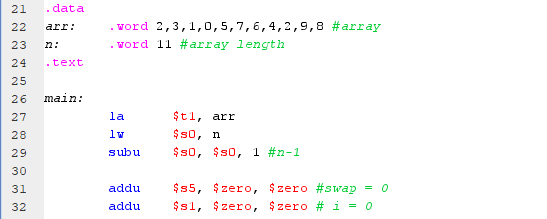 21 .data
22 arr: .word 2,3,1,0,5,7,6,4,2,9,8 #array
23 n: .word 11 #array length
24 .text
25
26 main:
27 la $t1, arr
28 lw $s0, n
29 subu $s0, $s0, 1 #n-1
30
31 addu $s5, $zero, $zero #swap = 0
32 addu $s1, $zero, $zero # i = 0